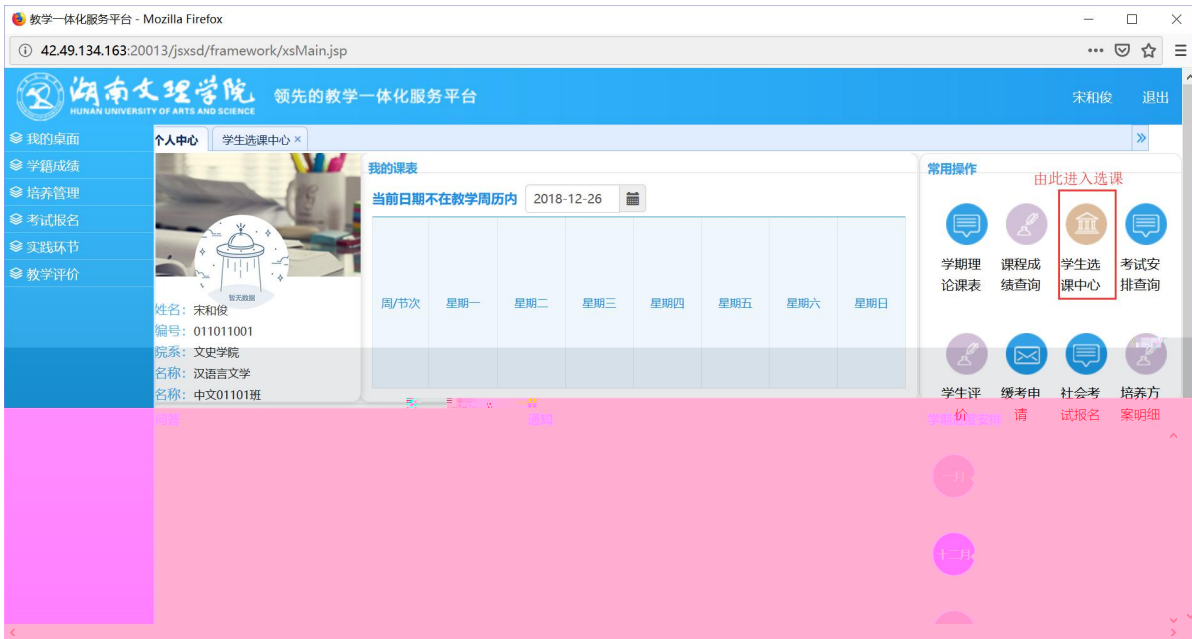 教学一体化服务平台 - Mozilla Firefox
42.49.134.163:20013/jsxsd/framework/xsMain.jsp
湖南文理学院
HUNAN UNIVERSITY OF ARTS AND SCIENCE
领先的教学一体化服务平台
宋和俊 退出
我的桌面
学籍成绩
培养管理
考试报名
实践环节
教学评价
个人中心 学生选课中心 ×
暂无数据
姓名：宋和俊
编号：011011001
院系：文史学院
名称：汉语言文学
名称：中文01101班
我的课表
当前日期不在教学周历内 2018-12-26
周/节次 星期一 星期二 星期三 星期四 星期五 星期六 星期日
常用操作
由此进入选课
学期理论课表
课程成绩查询
学生选课中心
考试安排查询
学生评价
缓考申请
社会考试报名
培养方案明细
问答
通知
一月
十二月